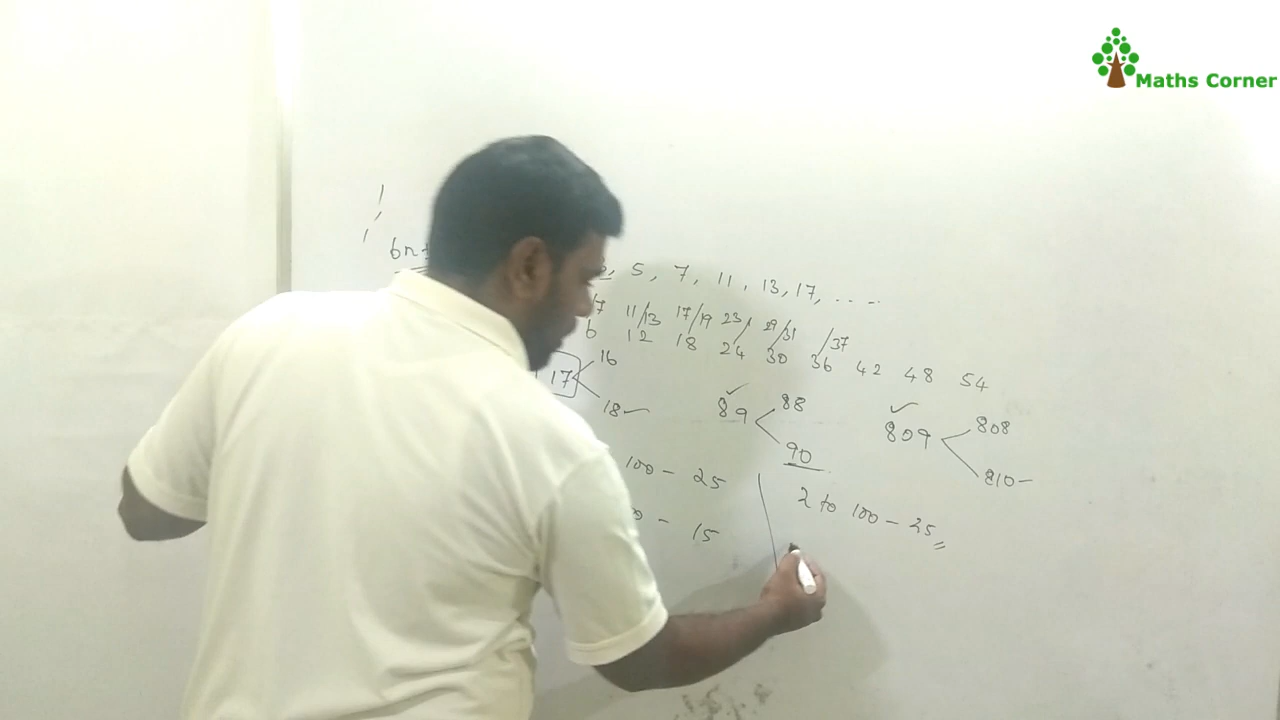 Maths Corner
6n+
5, 7, 11, 13, 17, ....
7 11/13 17/19 23/ 29/31 /37
6 12 18 24 30 36 42 48 54
17 16 18✓
✓ 89 88 90
✓ 809 808 810
100 - 25
0 - 15
2 to 100 - 25